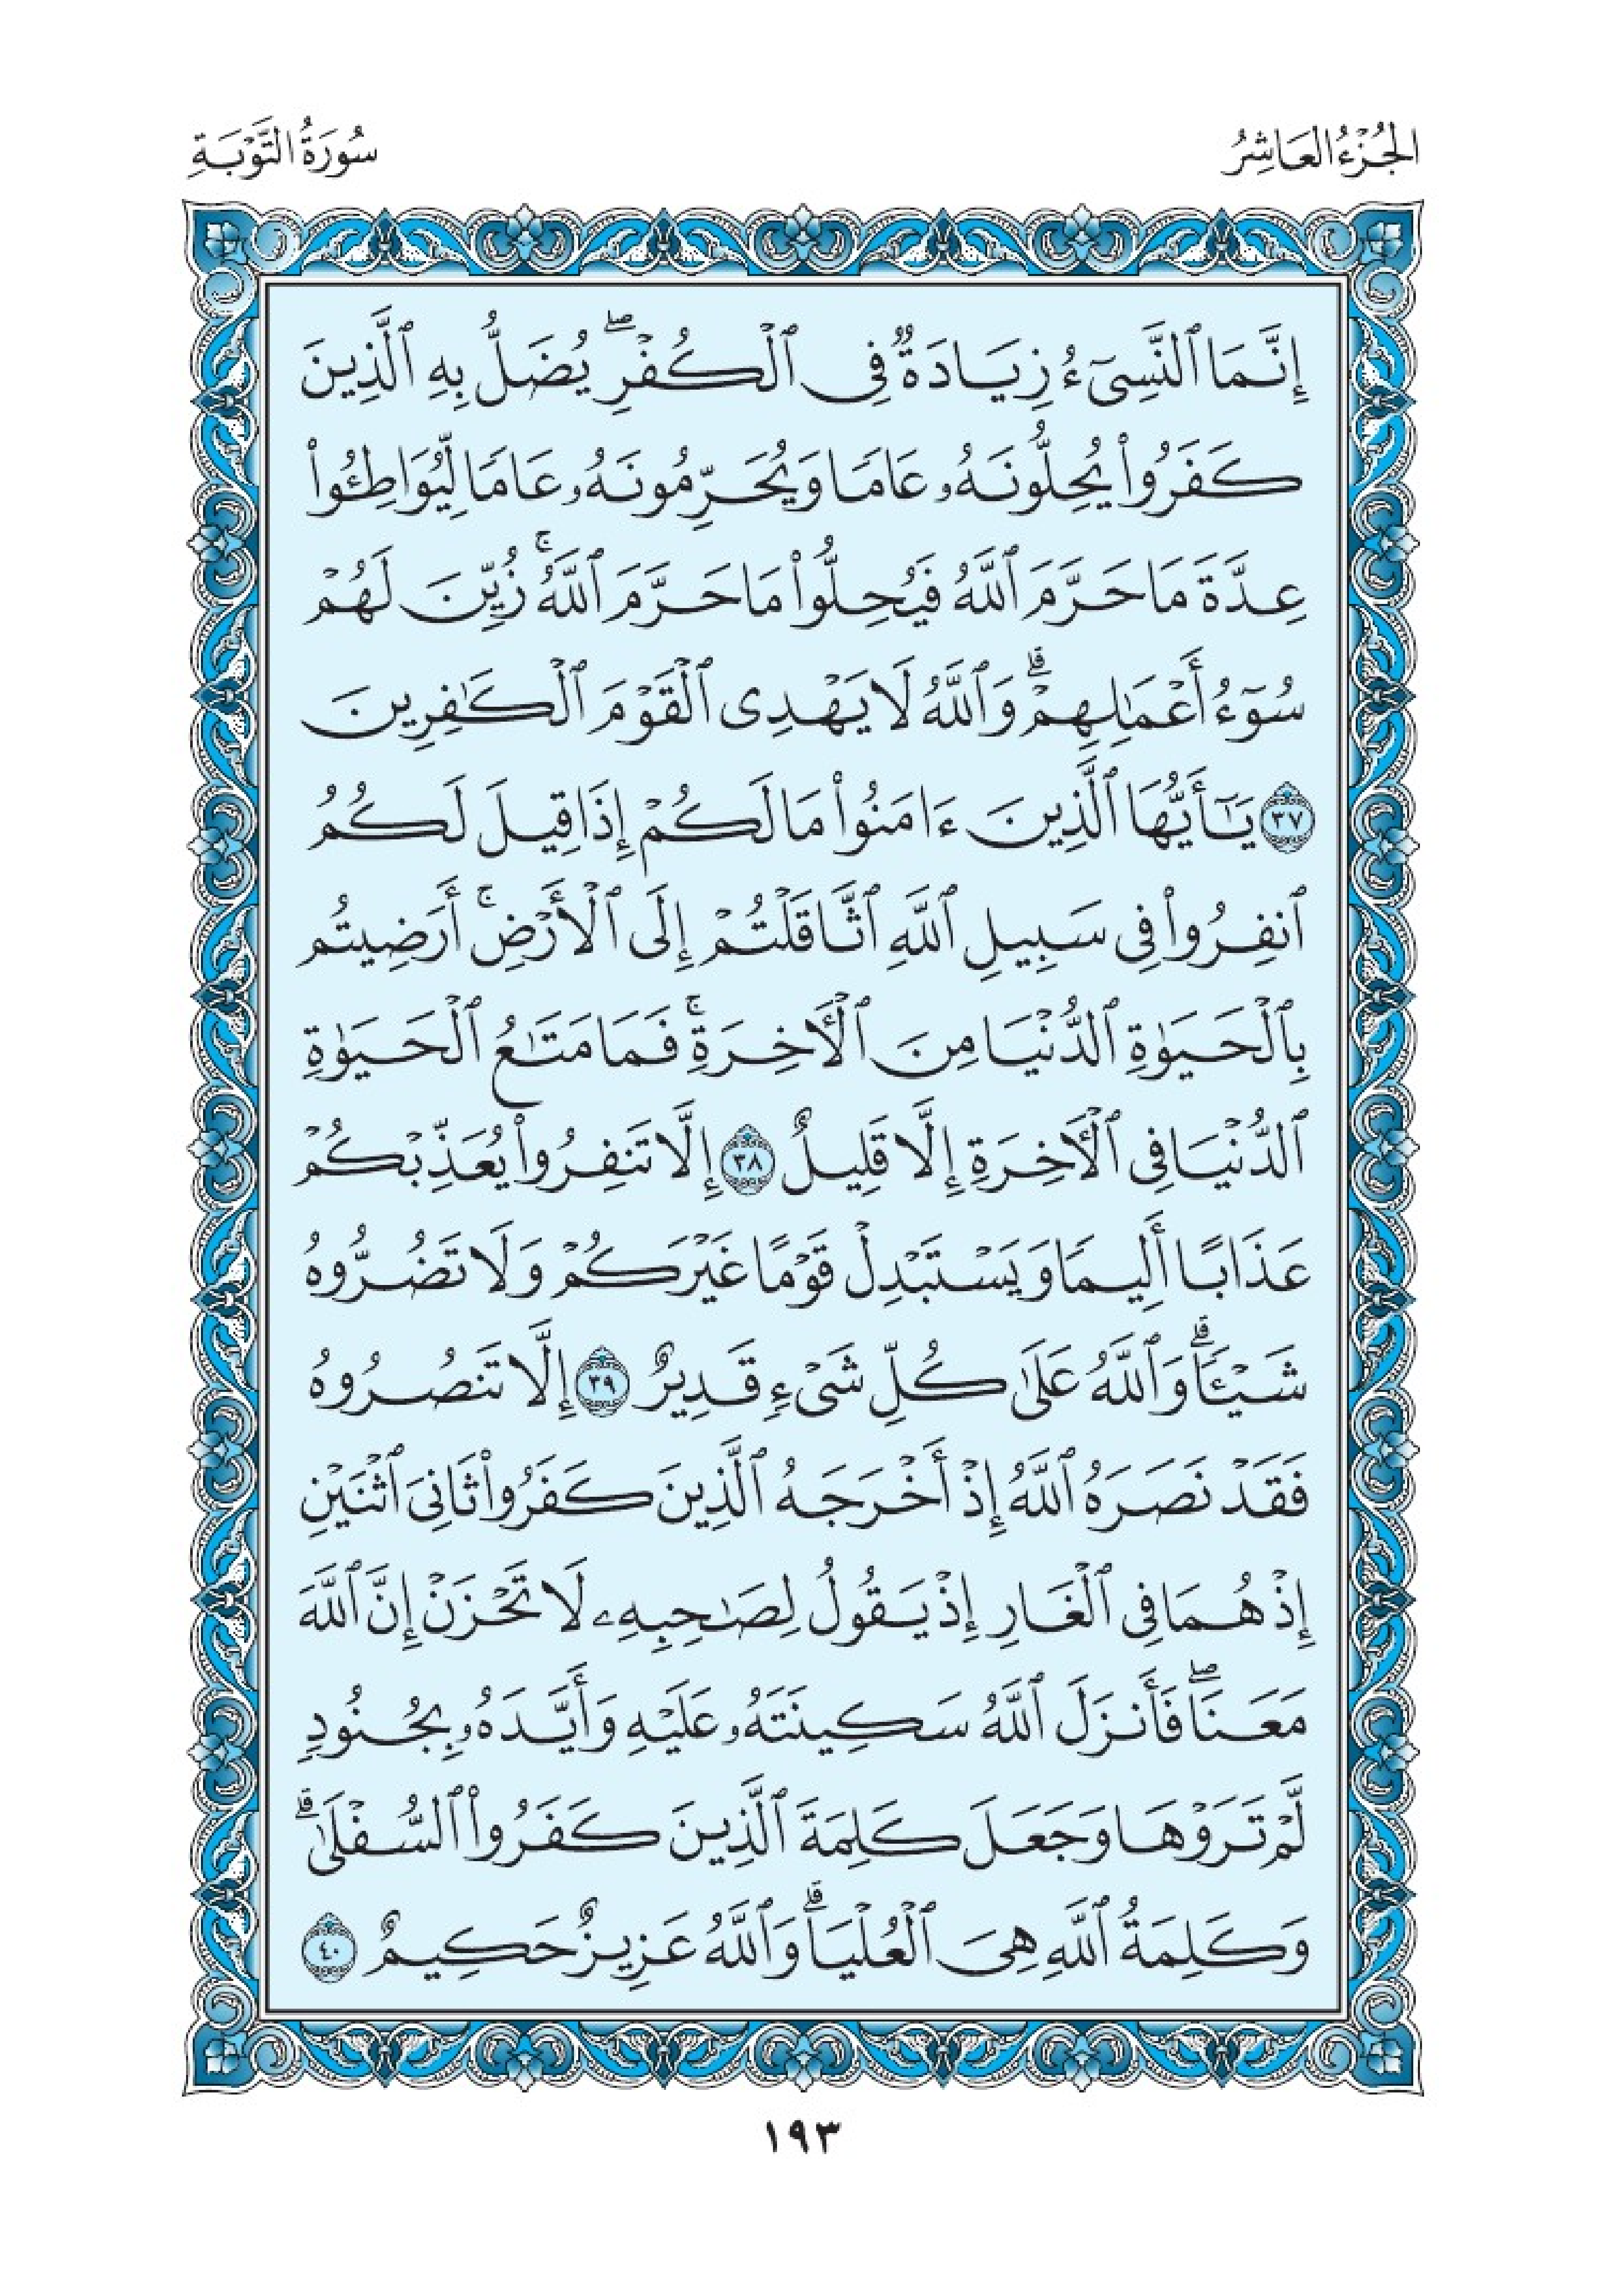 الجُزْءُ العَاشِرُ
سُورَةُ التَّوْبَةِ
إِنَّمَا ٱلنَّسِىٓءُ زِيَادَةٌ فِى ٱلْكُفْرِ ۖ يُضَلُّ بِهِ ٱلَّذِينَ
كَفَرُوا۟ يُحِلُّونَهُۥ عَامًا وَيُحَرِّمُونَهُۥ عَامًا لِّيُوَاطِـُٔوا۟
عِدَّةَ مَا حَرَّمَ ٱللَّهُ فَيُحِلُّوا۟ مَا حَرَّمَ ٱللَّهُ ۚ زُيِّنَ لَهُمْ
سُوٓءُ أَعْمَـٰلِهِمْ ۗ وَٱللَّهُ لَا يَهْدِى ٱلْقَوْمَ ٱلْكَـٰفِرِينَ
٣٧ يَـٰٓأَيُّهَا ٱلَّذِينَ ءَامَنُوا۟ مَا لَكُمْ إِذَا قِيلَ لَكُمُ
ٱنفِرُوا۟ فِى سَبِيلِ ٱللَّهِ ٱثَّاقَلْتُمْ إِلَى ٱلْأَرْضِ ۚ أَرَضِيتُم
بِٱلْحَيَوٰةِ ٱلدُّنْيَا مِنَ ٱلْـَٔاخِرَةِ ۚ فَمَا مَتَـٰعُ ٱلْحَيَوٰةِ
ٱلدُّنْيَا فِى ٱلْـَٔاخِرَةِ إِلَّا قَلِيلٌ ٣٨ إِلَّا تَنفِرُوا۟ يُعَذِّبْكُمْ
عَذَابًا أَلِيمًا وَيَسْتَبْدِلْ قَوْمًا غَيْرَكُمْ وَلَا تَضُرُّوهُ
شَيْـًٔا ۗ وَٱللَّهُ عَلَىٰ كُلِّ شَىْءٍ قَدِيرٌ ٣٩ إِلَّا تَنصُرُوهُ
فَقَدْ نَصَرَهُ ٱللَّهُ إِذْ أَخْرَجَهُ ٱلَّذِينَ كَفَرُوا۟ ثَانِىَ ٱثْنَيْنِ
إِذْ هُمَا فِى ٱلْغَارِ إِذْ يَقُولُ لِصَـٰحِبِهِۦ لَا تَحْزَنْ إِنَّ ٱللَّهَ
مَعَنَا ۖ فَأَنزَلَ ٱللَّهُ سَكِينَتَهُۥ عَلَيْهِ وَأَيَّدَهُۥ بِجُنُودٍ
لَّمْ تَرَوْهَا وَجَعَلَ كَلِمَةَ ٱلَّذِينَ كَفَرُوا۟ ٱلسُّفْلَىٰ ۗ
وَكَلِمَةُ ٱللَّهِ هِىَ ٱلْعُلْيَا ۗ وَٱللَّهُ عَزِيزٌ حَكِيمٌ ٤٠
١٩٣